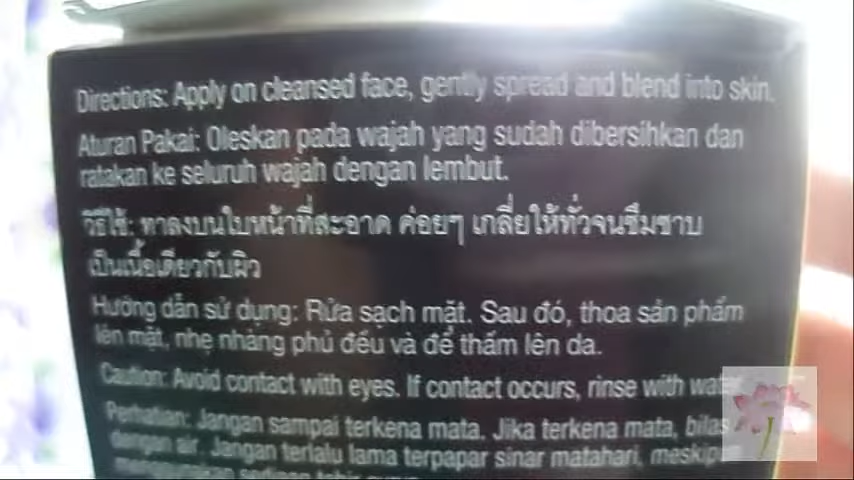 Directions: Apply on cleansed face, gently spread and blend into skin.
Aturan Pakai: Oleskan pada wajah yang sudah dibersihkan dan
ratakan ke seluruh wajah dengan lembut.
วิธีใช้: ทาลงบนใบหน้าที่สะอาด ค่อยๆ เกลี่ยให้ทั่วจนซึมซาบ
เป็นเนื้อเดียวกับผิว
Hướng dẫn sử dụng: Rửa sạch mặt. Sau đó, thoa sản phẩm
lên mặt, nhẹ nhàng phủ đều và để thấm lên da.
Caution: Avoid contact with eyes. If contact occurs, rinse with water
Perhatian: Jangan sampai terkena mata. Jika terkena mata, bilas
dengan air. Jangan terlalu lama terpapar sinar matahari,